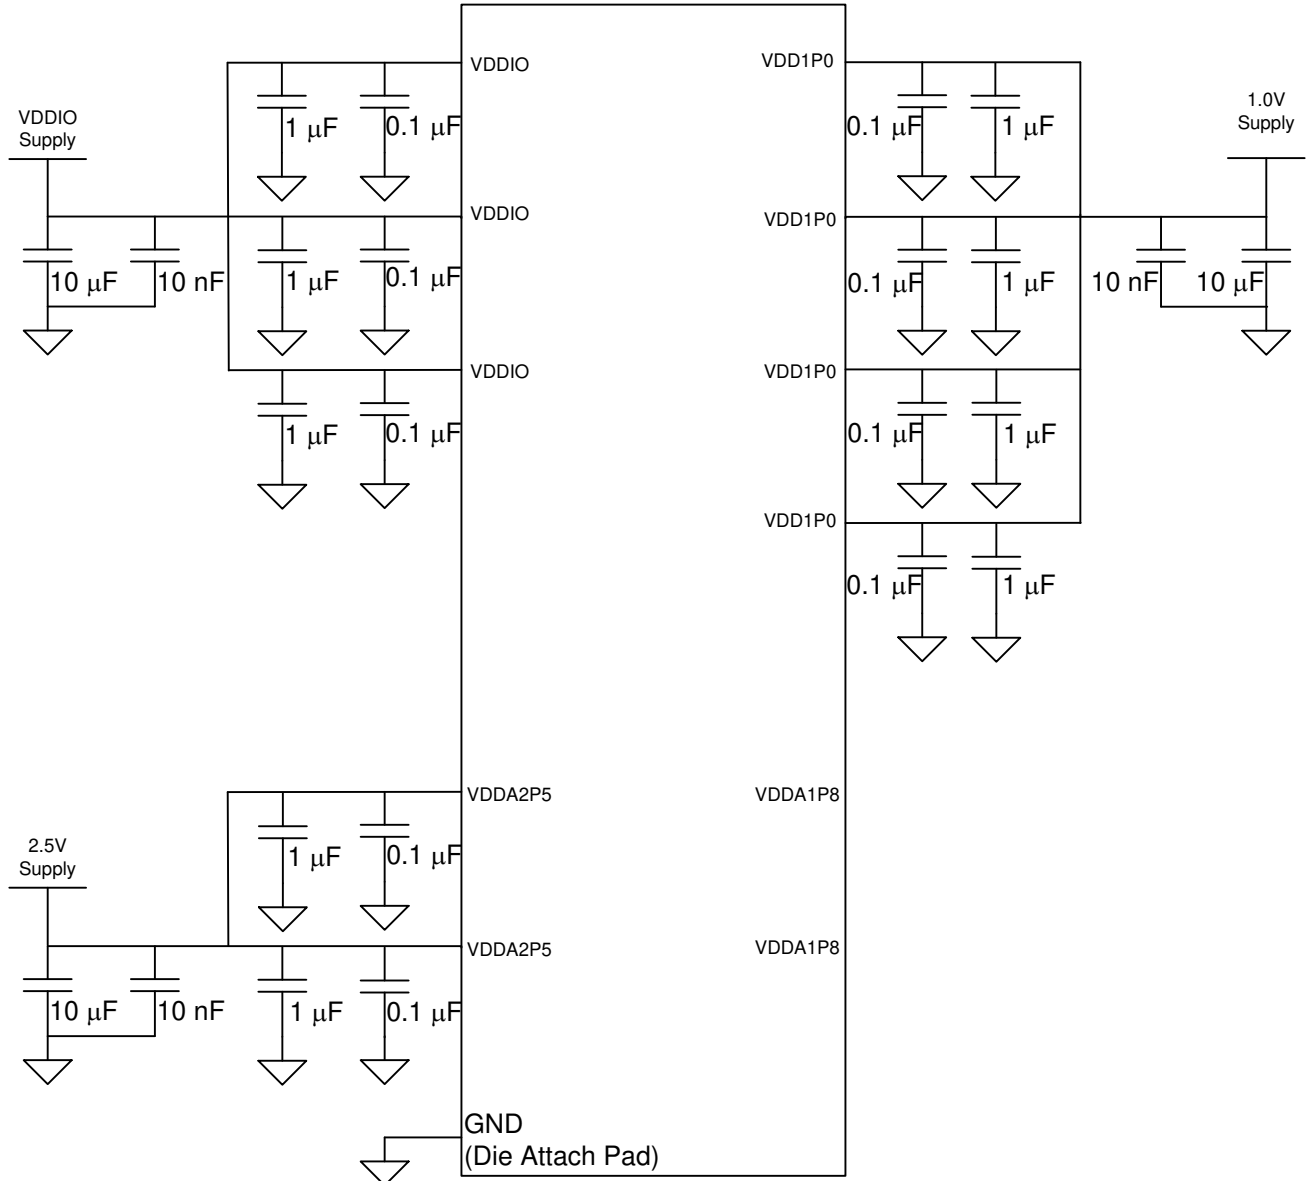 VDDIO
VDD1P0
VDDIO
Supply
1.0V
Supply
1 μF
0.1 μF
0.1 μF
1 μF
VDDIO
VDD1P0
10 μF
10 nF
1 μF
0.1 μF
0.1 μF
1 μF
10 nF
10 μF
VDDIO
VDD1P0
1 μF
0.1 μF
0.1 μF
1 μF
VDD1P0
0.1 μF
1 μF
VDDA2P5
VDDA1P8
2.5V
Supply
1 μF
0.1 μF
VDDA2P5
VDDA1P8
10 μF
10 nF
1 μF
0.1 μF
GND
(Die Attach Pad)